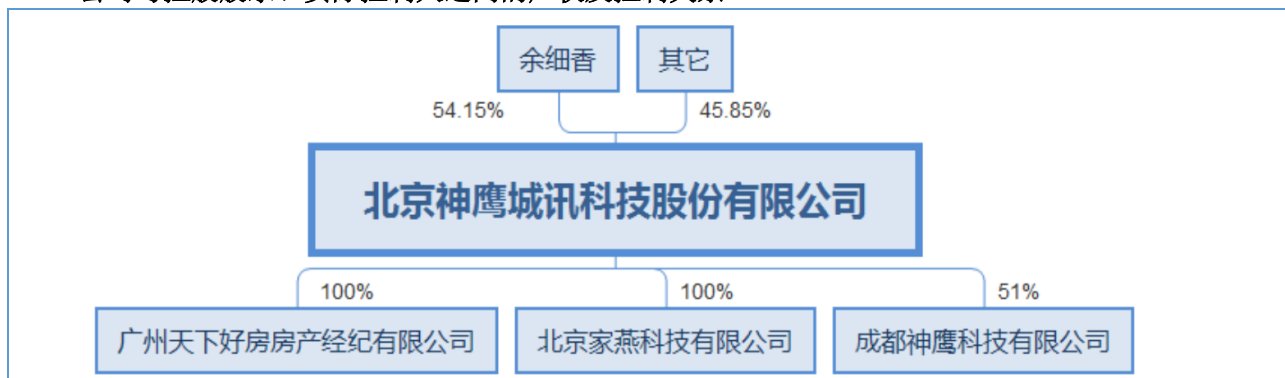 余细香 其它
54.15% 45.85%
北京神鹰城讯科技股份有限公司
100% 100% 51%
广州天下好房房产经纪有限公司 北京家燕科技有限公司 成都神鹰科技有限公司